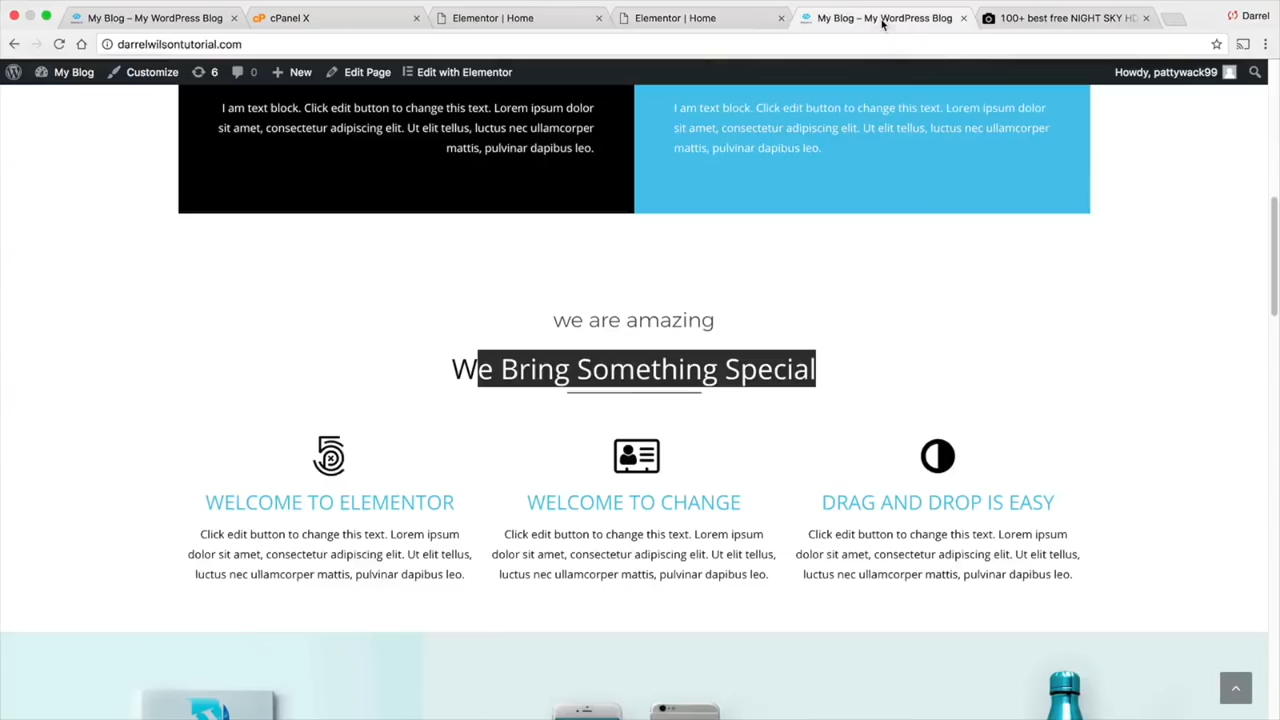 My Blog – My WordPress Blog
cPanel X
Elementor | Home
Elementor | Home
My Blog – My WordPress Blog
100+ best free NIGHT SKY HD
Darrel
darrelwilsontutorial.com
My Blog
Customize
6
0
New
Edit Page
Edit with Elementor
Howdy, pattywack99
I am text block. Click edit button to change this text. Lorem ipsum dolor
sit amet, consectetur adipiscing elit. Ut elit tellus, luctus nec ullamcorper
mattis, pulvinar dapibus leo.
I am text block. Click edit button to change this text. Lorem ipsum dolor
sit amet, consectetur adipiscing elit. Ut elit tellus, luctus nec ullamcorper
mattis, pulvinar dapibus leo.
we are amazing
We Bring Something Special
WELCOME TO ELEMENTOR
Click edit button to change this text. Lorem ipsum
dolor sit amet, consectetur adipiscing elit. Ut elit tellus,
luctus nec ullamcorper mattis, pulvinar dapibus leo.
WELCOME TO CHANGE
Click edit button to change this text. Lorem ipsum
dolor sit amet, consectetur adipiscing elit. Ut elit tellus,
luctus nec ullamcorper mattis, pulvinar dapibus leo.
DRAG AND DROP IS EASY
Click edit button to change this text. Lorem ipsum
dolor sit amet, consectetur adipiscing elit. Ut elit tellus,
luctus nec ullamcorper mattis, pulvinar dapibus leo.